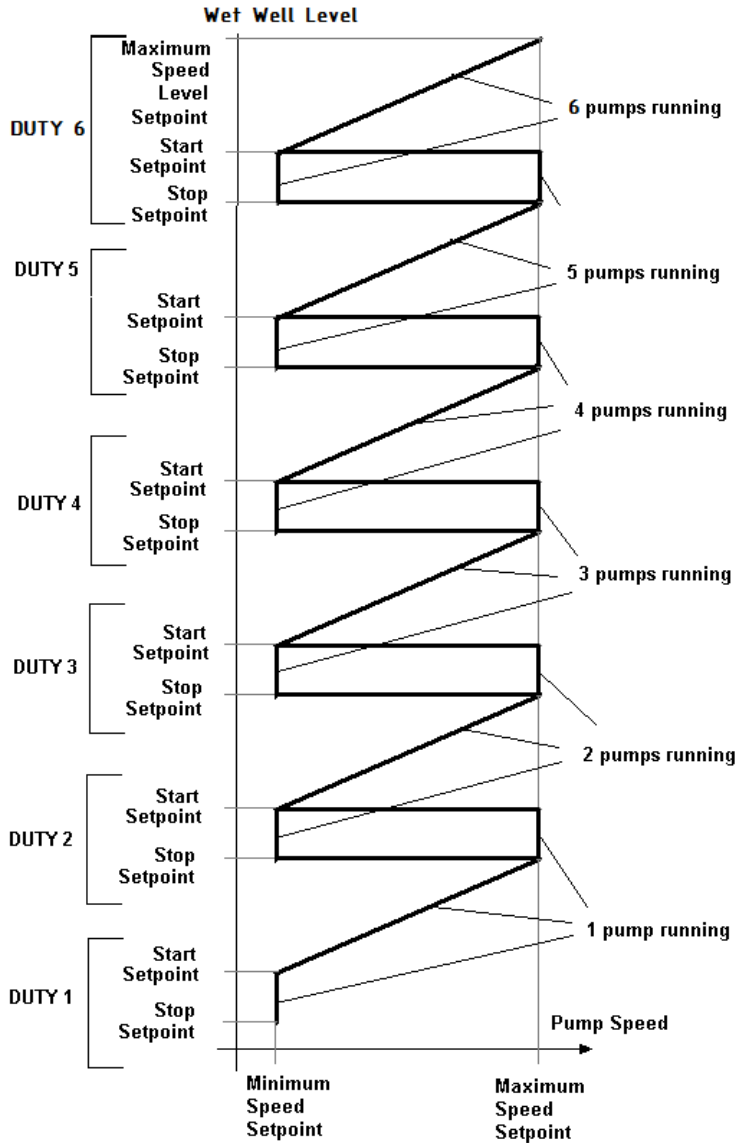 Wet Well Level
DUTY 6
Maximum
Speed
Level
Setpoint
Start
Setpoint
Stop
Setpoint
6 pumps running
DUTY 5
Start
Setpoint
Stop
Setpoint
5 pumps running
DUTY 4
Start
Setpoint
Stop
Setpoint
4 pumps running
DUTY 3
Start
Setpoint
Stop
Setpoint
3 pumps running
DUTY 2
Start
Setpoint
Stop
Setpoint
2 pumps running
DUTY 1
Start
Setpoint
Stop
Setpoint
1 pump running
Pump Speed
Minimum
Speed
Setpoint
Maximum
Speed
Setpoint